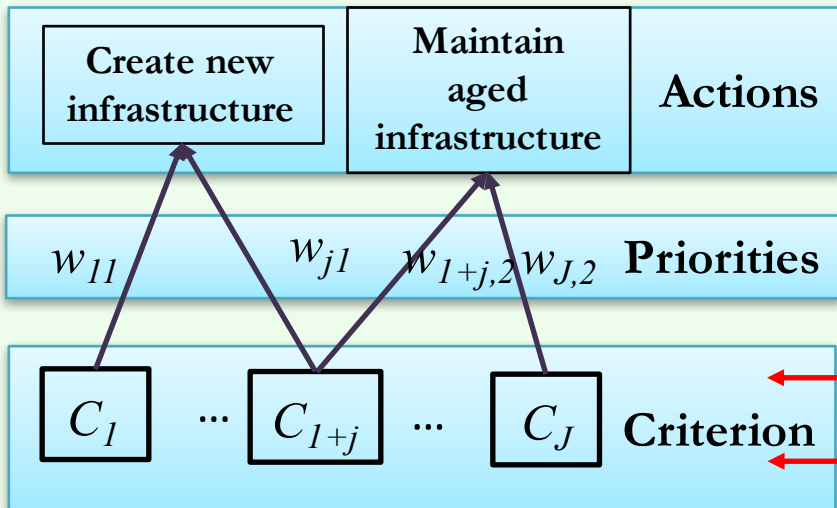 Create new
infrastructure
Maintain
aged
infrastructure
Actions
w11
wj1
w1+j,2
wJ,2
Priorities
C1
...
C1+j
...
CJ
Criterion